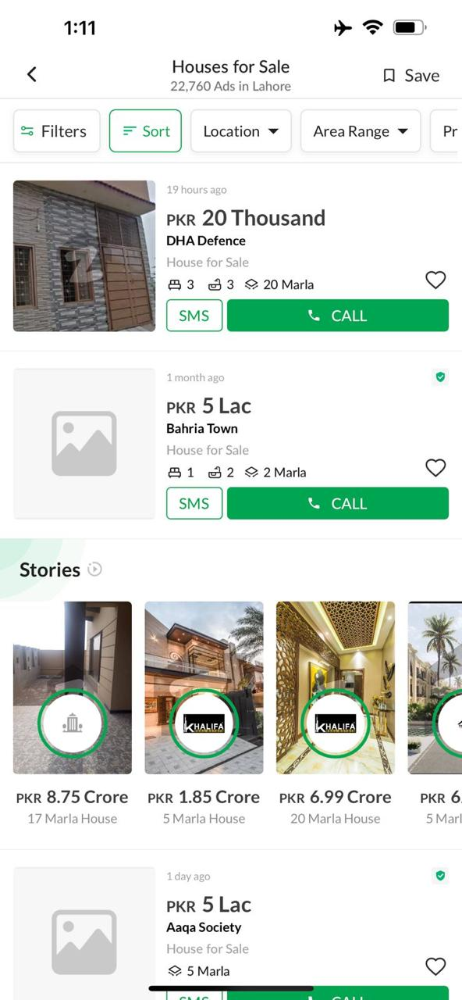 1:11
Houses for Sale
22,760 Ads in Lahore
Save
Filters
Sort
Location
Area Range
Pr
19 hours ago
PKR 20 Thousand
DHA Defence
House for Sale
3 3 20 Marla
SMS
CALL
1 month ago
PKR 5 Lac
Bahria Town
House for Sale
1 2 2 Marla
SMS
CALL
Stories
KHALIFA
KHALIFA
PKR 8.75 Crore
17 Marla House
PKR 1.85 Crore
5 Marla House
PKR 6.99 Crore
20 Marla House
PKR 6.
5 Marl
1 day ago
PKR 5 Lac
Aaqa Society
House for Sale
5 Marla
SMS
CALL